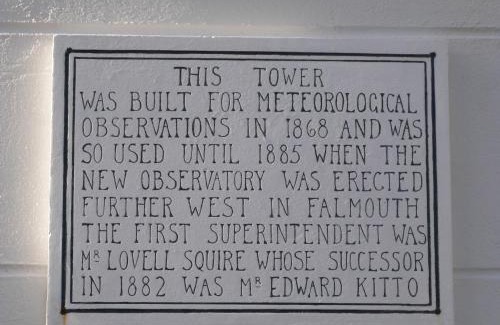 THIS TOWER
WAS BUILT FOR METEOROLOGICAL
OBSERVATIONS IN 1868 AND WAS
SO USED UNTIL 1885 WHEN THE
NEW OBSERVATORY WAS ERECTED
FURTHER WEST IN FALMOUTH
THE FIRST SUPERINTENDENT WAS
Mᴿ LOVELL SQUIRE WHOSE SUCCESSOR
IN 1882 WAS Mᴿ EDWARD KITTO